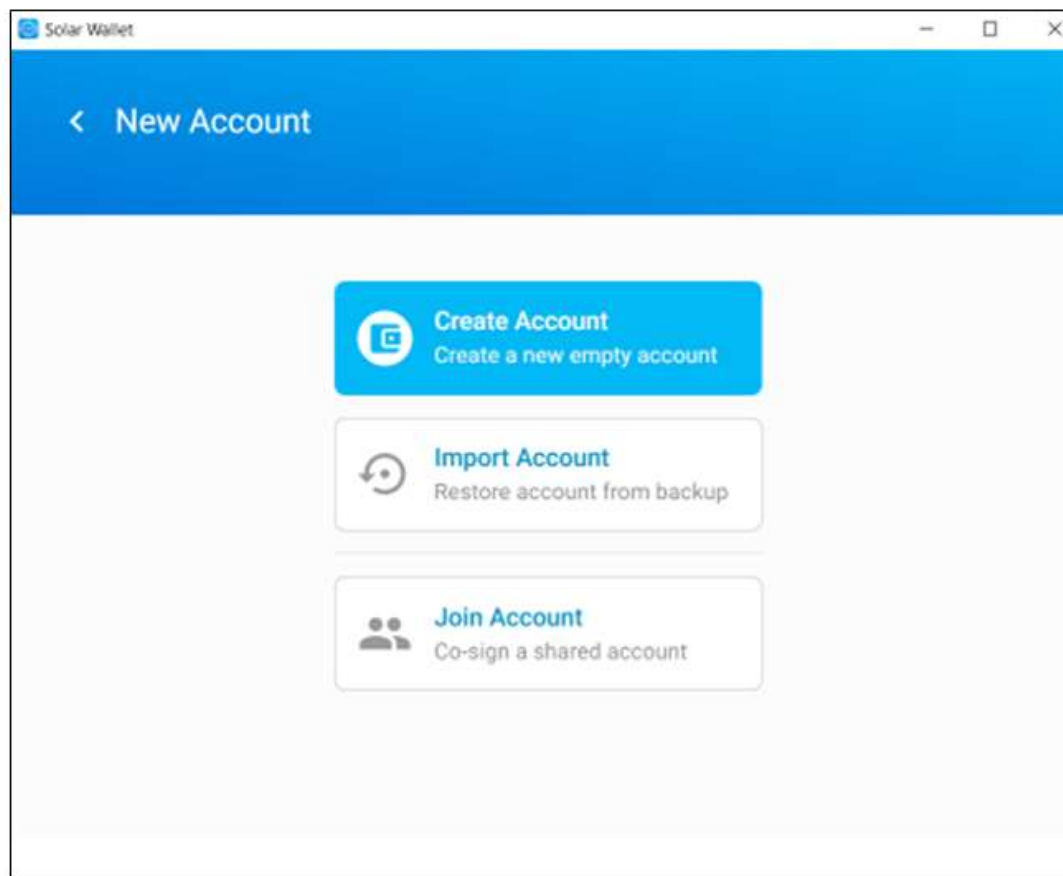 Solar Wallet
New Account
Create Account
Create a new empty account
Import Account
Restore account from backup
Join Account
Co-sign a shared account